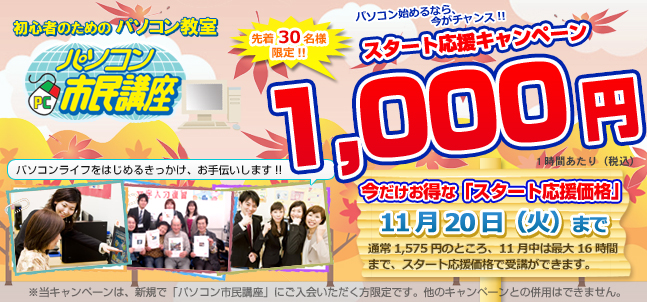 初心者のための パソコン教室
パソコン
市民講座
PC
先着30名様
限定!!
パソコン始めるなら、
今がチャンス!!
スタート応援キャンペーン
1,000円
1時間あたり（税込）
パソコンライフをはじめるきっかけ、お手伝いします!!
今だけお得な「スタート応援価格」
11月20日（火）まで
通常1,575円のところ、11月中は最大16時間
まで、スタート応援価格で受講ができます。
※当キャンペーンは、新規で「パソコン市民講座」にご入会いただく方限定です。他のキャンペーンとの併用はできません。